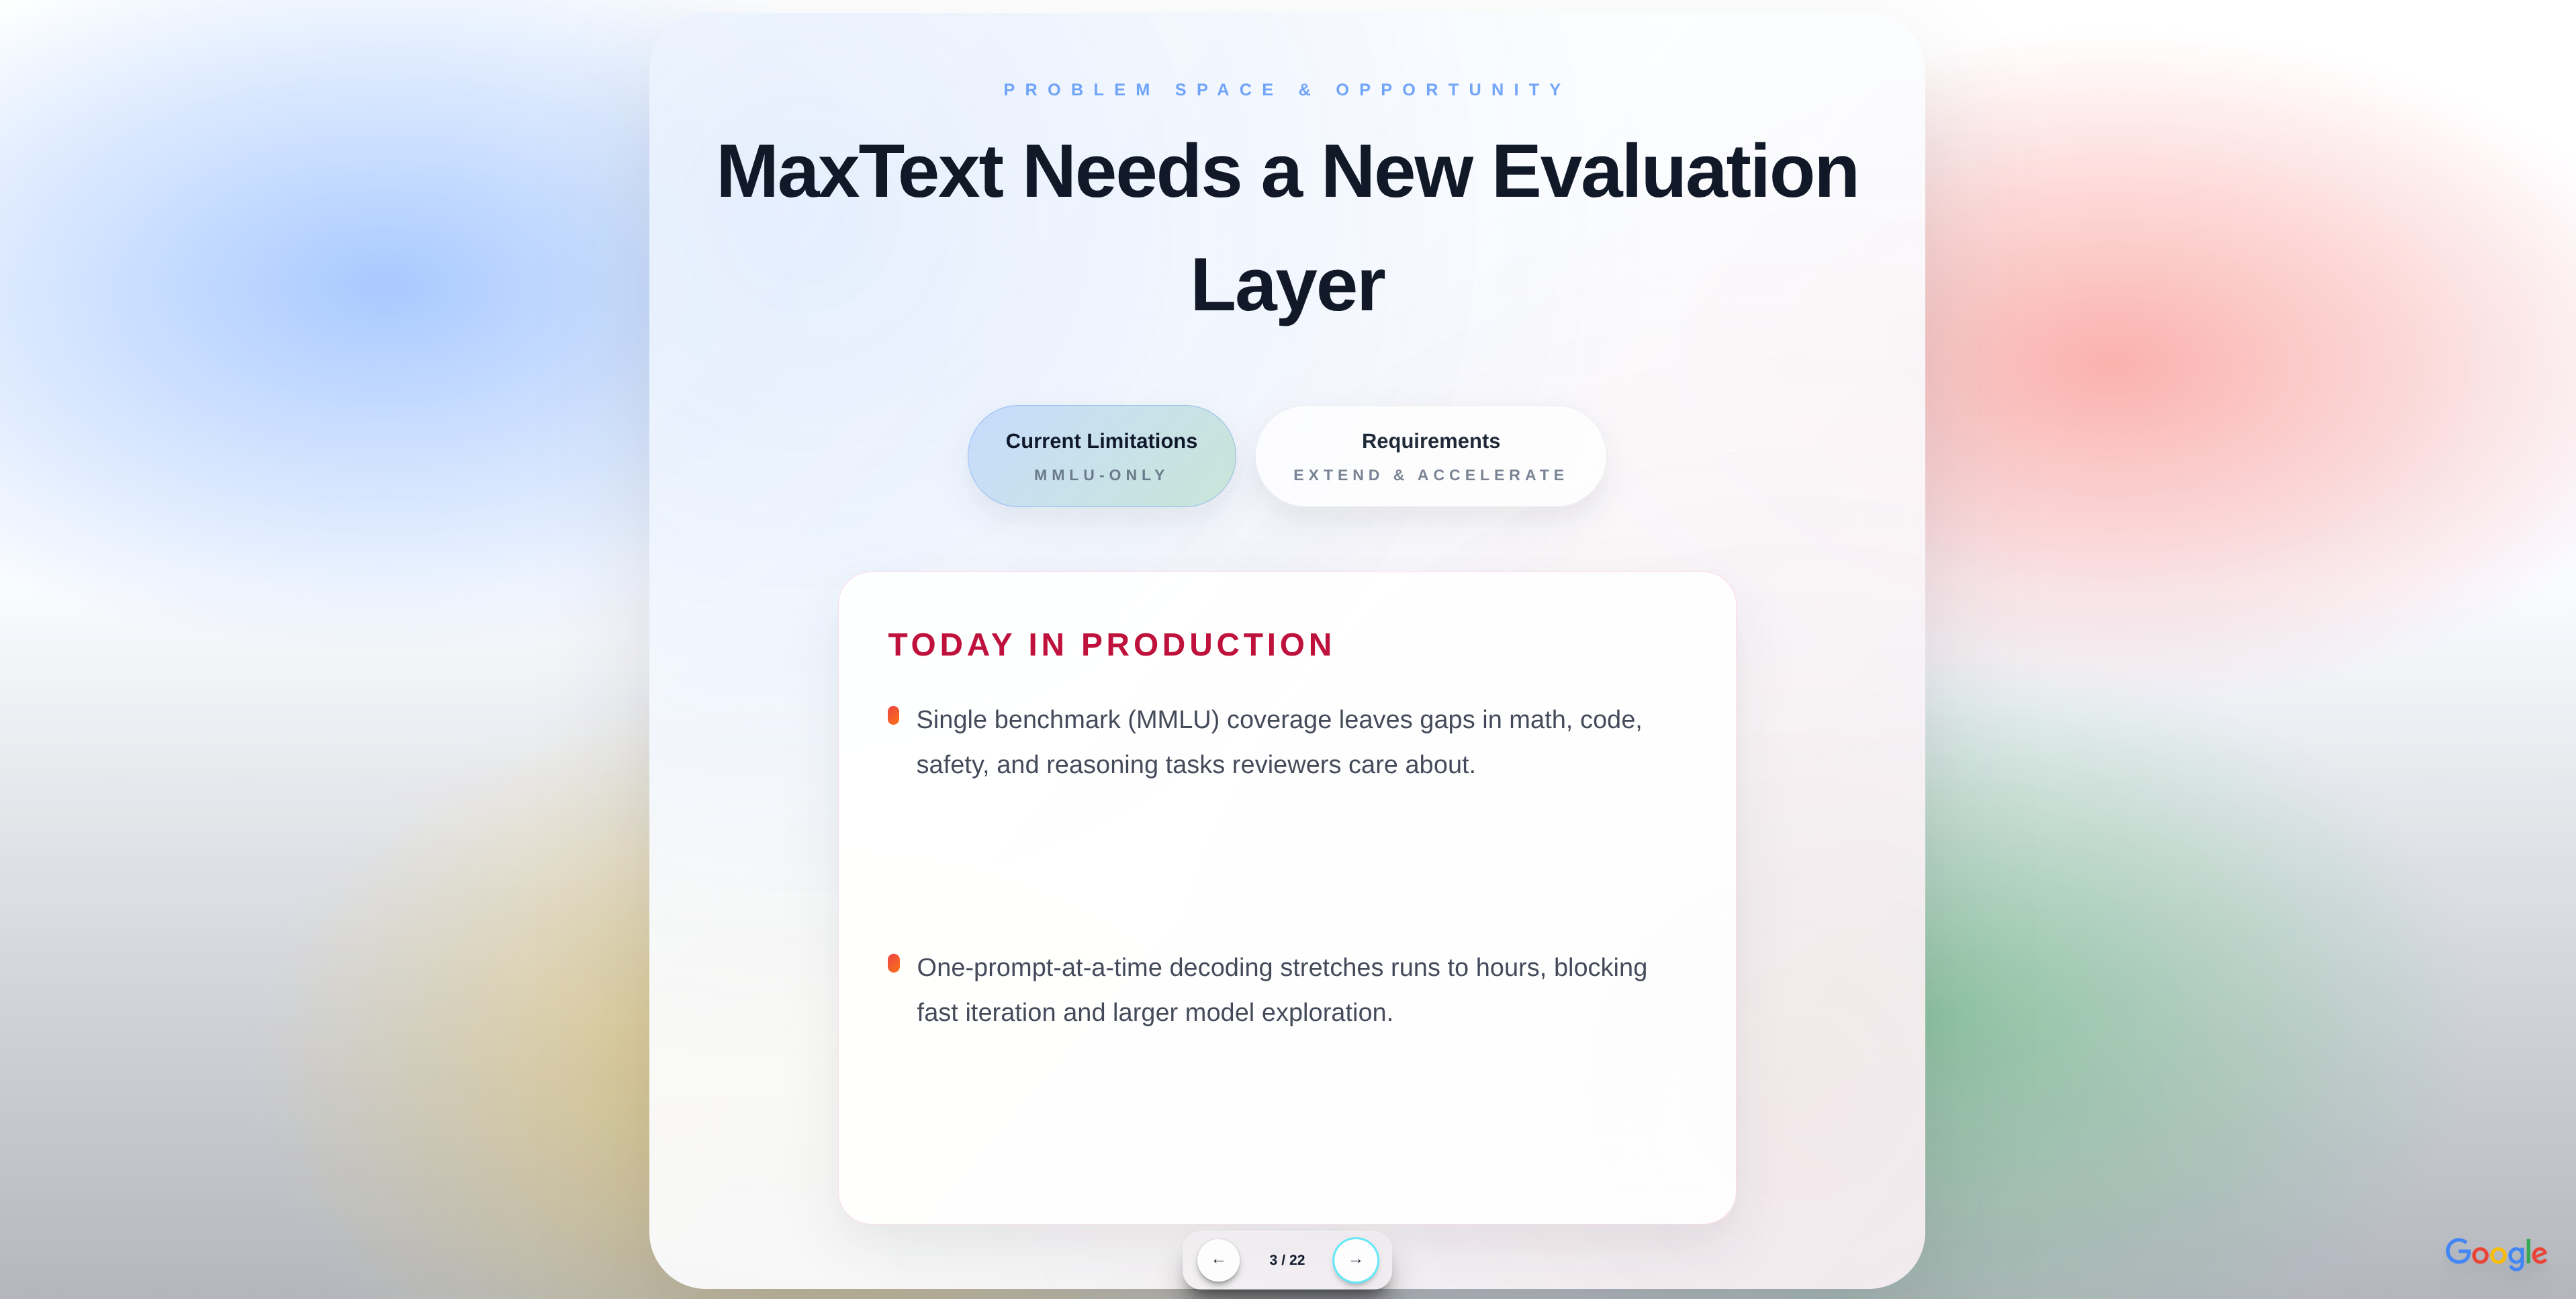 PROBLEM SPACE & OPPORTUNITY
MaxText Needs a New Evaluation
Layer
Current Limitations
MMLU-ONLY
Requirements
EXTEND & ACCELERATE
TODAY IN PRODUCTION
Single benchmark (MMLU) coverage leaves gaps in math, code,
safety, and reasoning tasks reviewers care about.
One-prompt-at-a-time decoding stretches runs to hours, blocking
fast iteration and larger model exploration.
← 3 / 22 →
Google